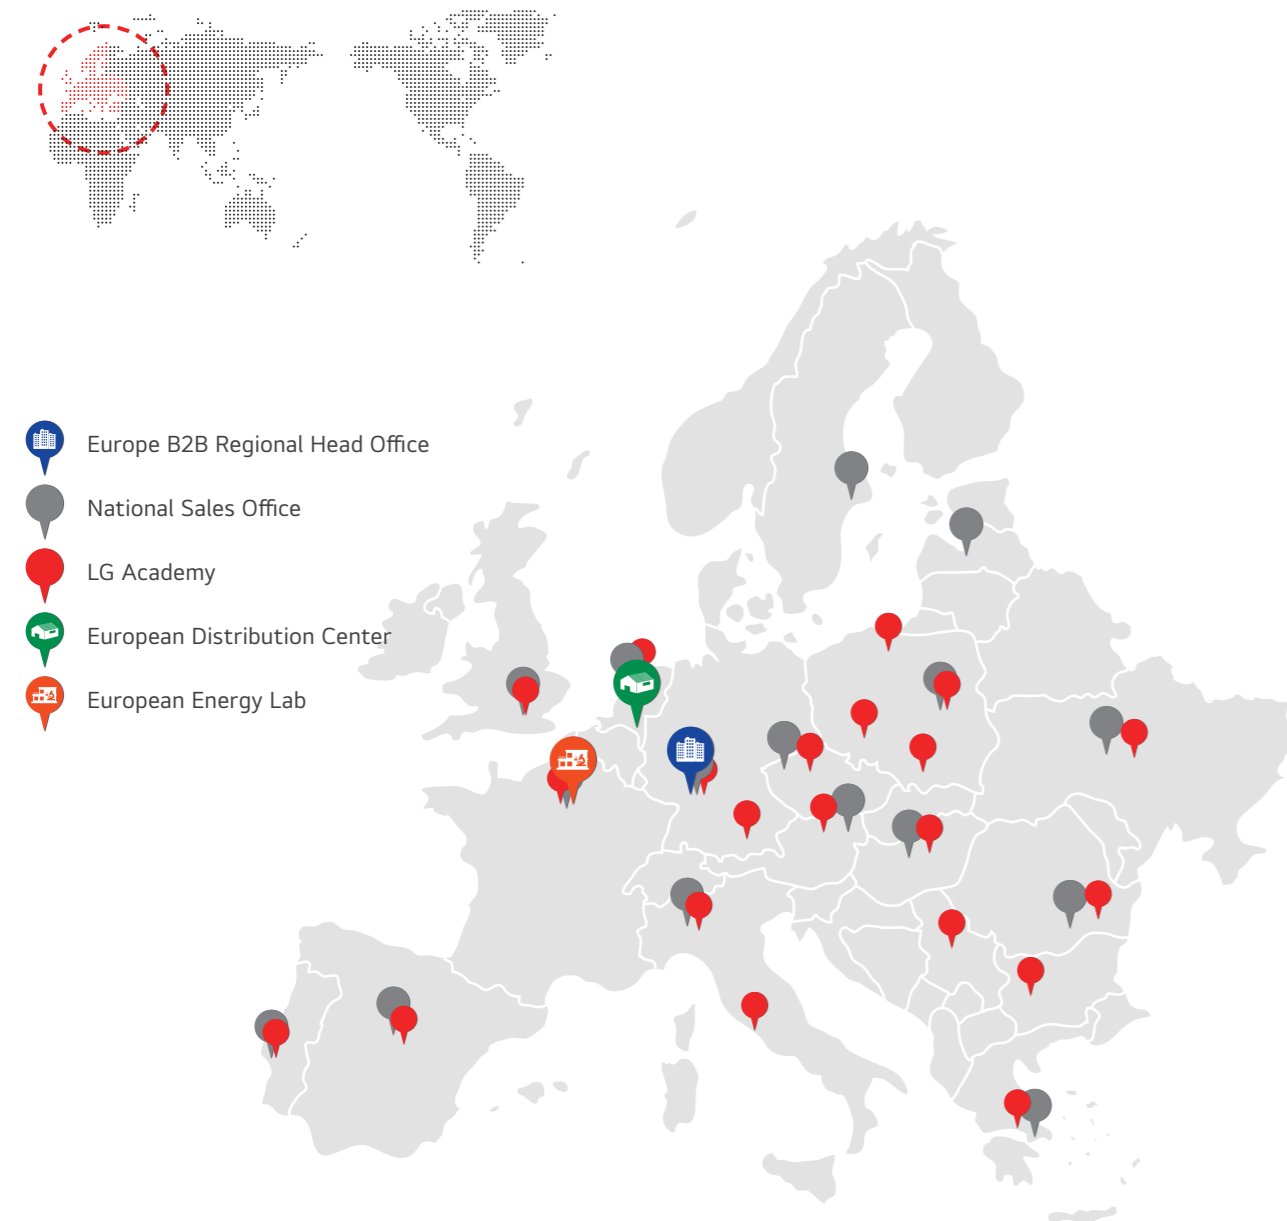 Europe B2B Regional Head Office
National Sales Office
LG Academy
European Distribution Center
European Energy Lab